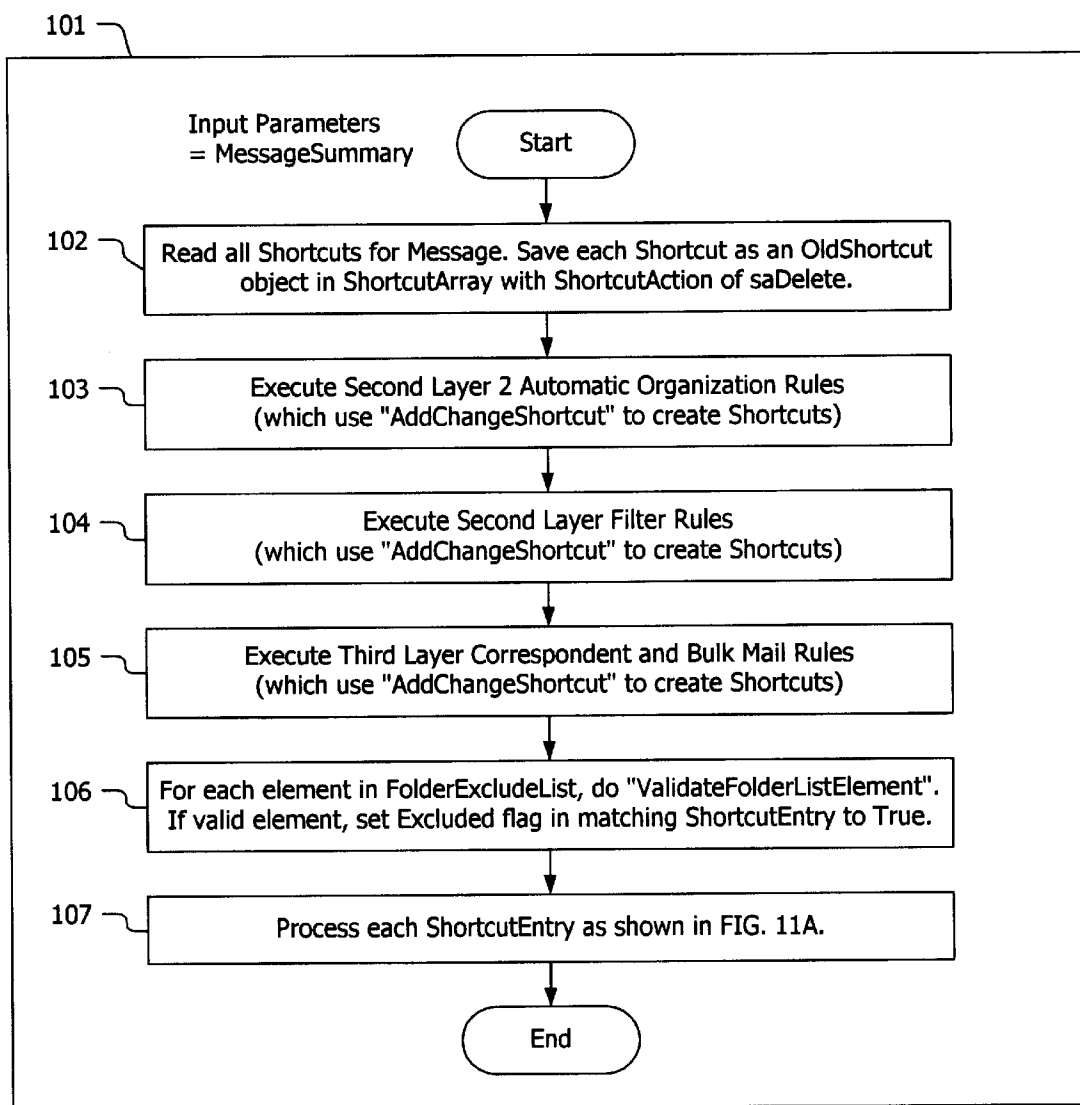 101
Input Parameters
= MessageSummary
Start
102
Read all Shortcuts for Message. Save each Shortcut as an OldShortcut
object in ShortcutArray with ShortcutAction of saDelete.
103
Execute Second Layer 2 Automatic Organization Rules
(which use "AddChangeShortcut" to create Shortcuts)
104
Execute Second Layer Filter Rules
(which use "AddChangeShortcut" to create Shortcuts)
105
Execute Third Layer Correspondent and Bulk Mail Rules
(which use "AddChangeShortcut" to create Shortcuts)
106
For each element in FolderExcludeList, do "ValidateFolderListElement".
If valid element, set Excluded flag in matching ShortcutEntry to True.
107
Process each ShortcutEntry as shown in FIG. 11A.
End